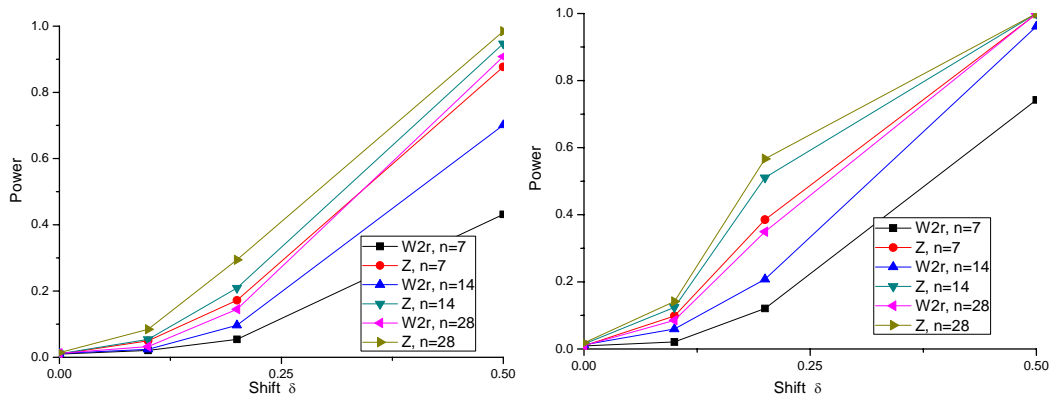 1.0
0.8
0.6
0.4
0.2
0.0
Power
0.00
0.25
0.50
Shift δ
W2r, n=7
Z, n=7
W2r, n=14
Z, n=14
W2r, n=28
Z, n=28
1.0
0.8
0.6
0.4
0.2
0.0
Power
0.00
0.25
0.50
Shift δ
W2r, n=7
Z, n=7
W2r, n=14
Z, n=14
W2r, n=28
Z, n=28